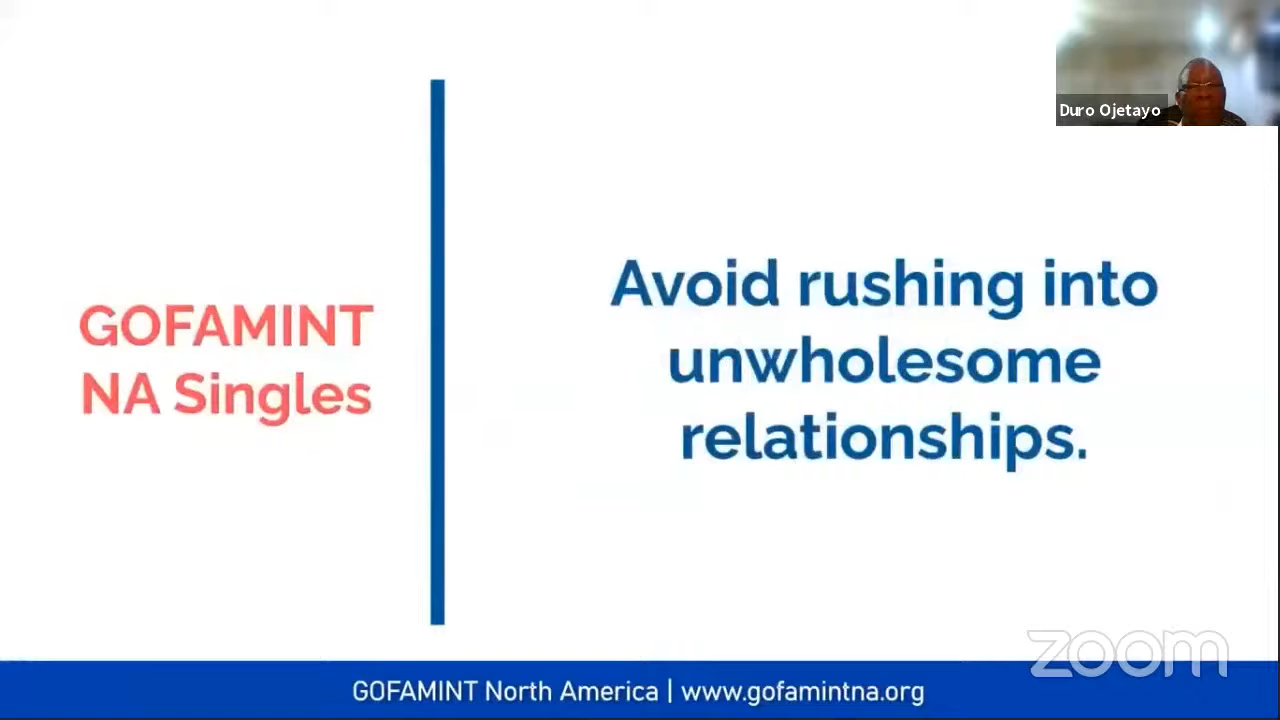 Duro Ojetayo
GOFAMINT
NA Singles
Avoid rushing into
unwholesome
relationships.
zoom
GOFAMINT North America | www.gofamintna.org